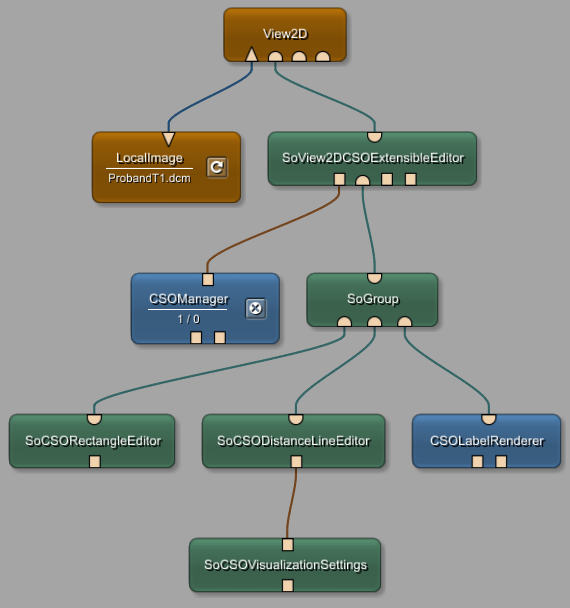 View2D
LocalImage
ProbandT1.dcm
SoView2DCSOExtensibleEditor
CSOManager
1 / 0
SoGroup
SoCSORectangleEditor
SoCSODistanceLineEditor
CSOLabelRenderer
SoCSOVisualizationSettings